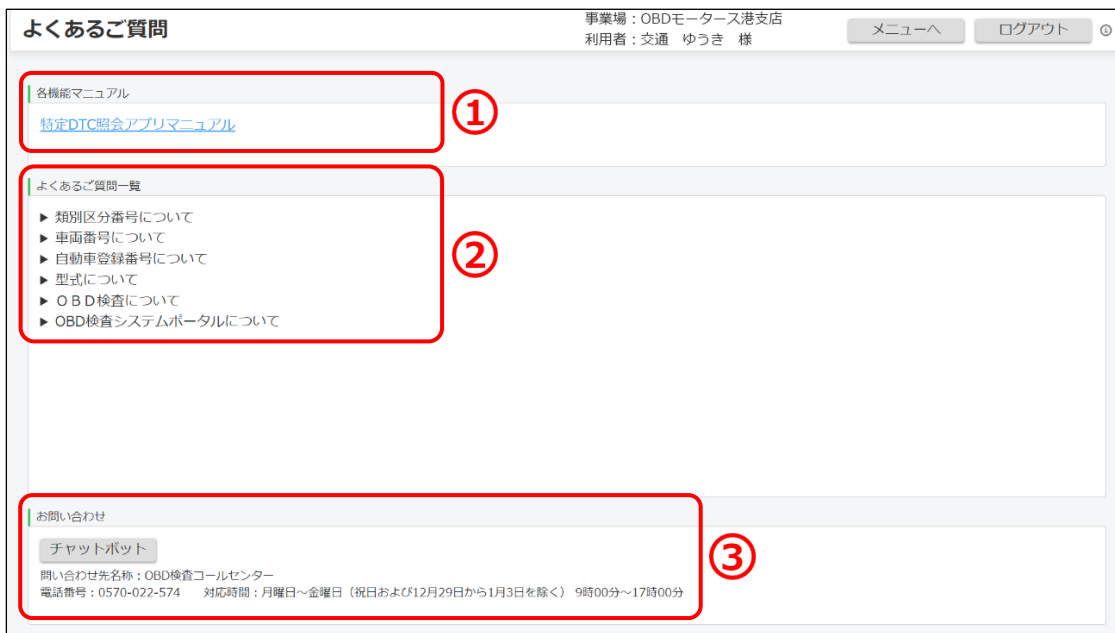 よくあるご質問
事業場：OBDモータース港支店
利用者：交通　ゆうき　様
メニューへ
ログアウト
各機能マニュアル
特定DTC照会アプリマニュアル
①
よくあるご質問一覧
▶ 類別区分番号について
▶ 車両番号について
▶ 自動車登録番号について
▶ 型式について
▶ ＯＢＤ検査について
▶ OBD検査システムポータルについて
②
お問い合わせ
チャットボット
問い合わせ先名称：OBD検査コールセンター
電話番号：0570-022-574　　対応時間：月曜日～金曜日（祝日および12月29日から1月3日を除く） 9時00分～17時00分
③